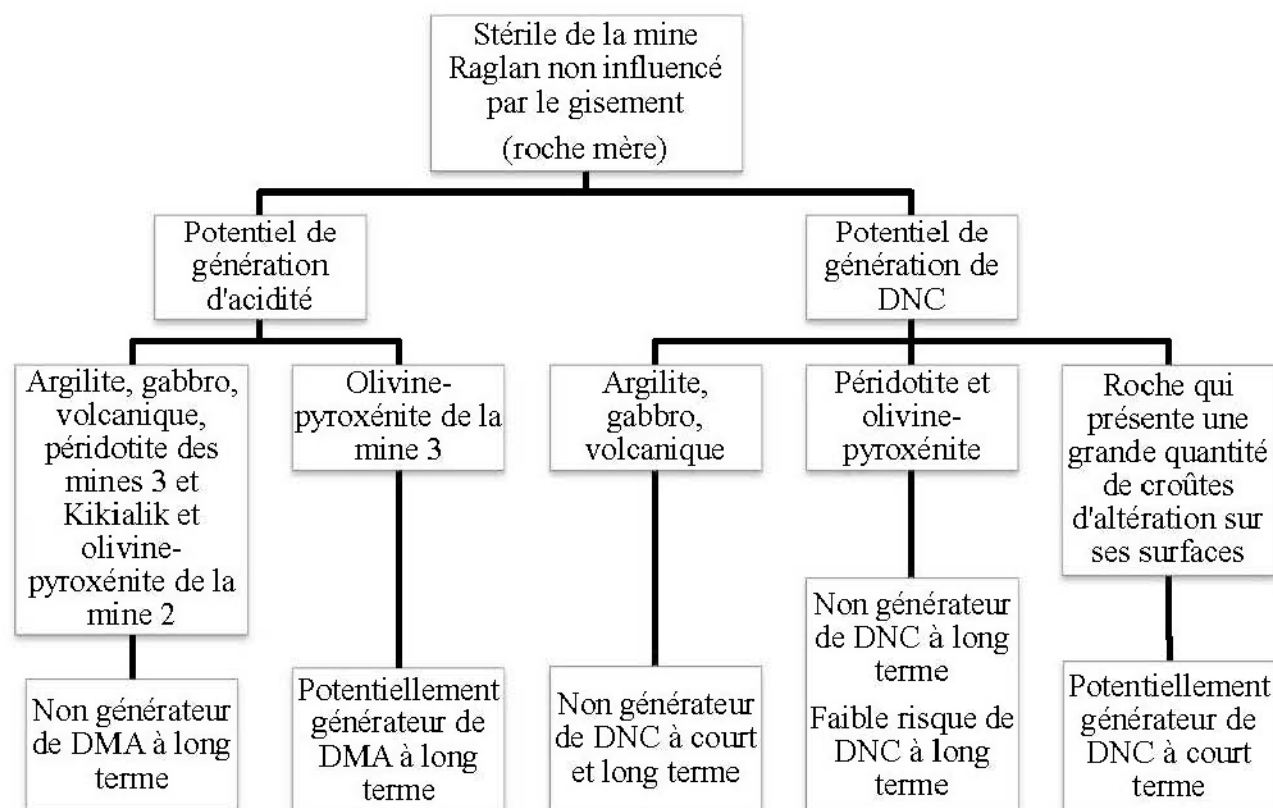 Stérile de la mine
Raglan non influencé
par le gisement
(roche mère)
Potentiel de
génération
d'acidité
Potentiel de
génération de
DNC
Argilite, gabbro,
volcanique,
péridotite des
mines 3 et
Kikialik et
olivine-
pyroxénite de la
mine 2
Olivine-
pyroxénite de la
mine 3
Argilite,
gabbro,
volcanique
Péridotite et
olivine-
pyroxénite
Roche qui
présente une
grande quantité
de croûtes
d'altération sur
ses surfaces
Non générateur
de DMA à long
terme
Potentiellement
générateur de
DMA à long
terme
Non générateur
de DNC à court
et long terme
Non générateur
de DNC à long
terme
Faible risque de
DNC à long
terme
Potentiellement
générateur de
DNC à court
terme